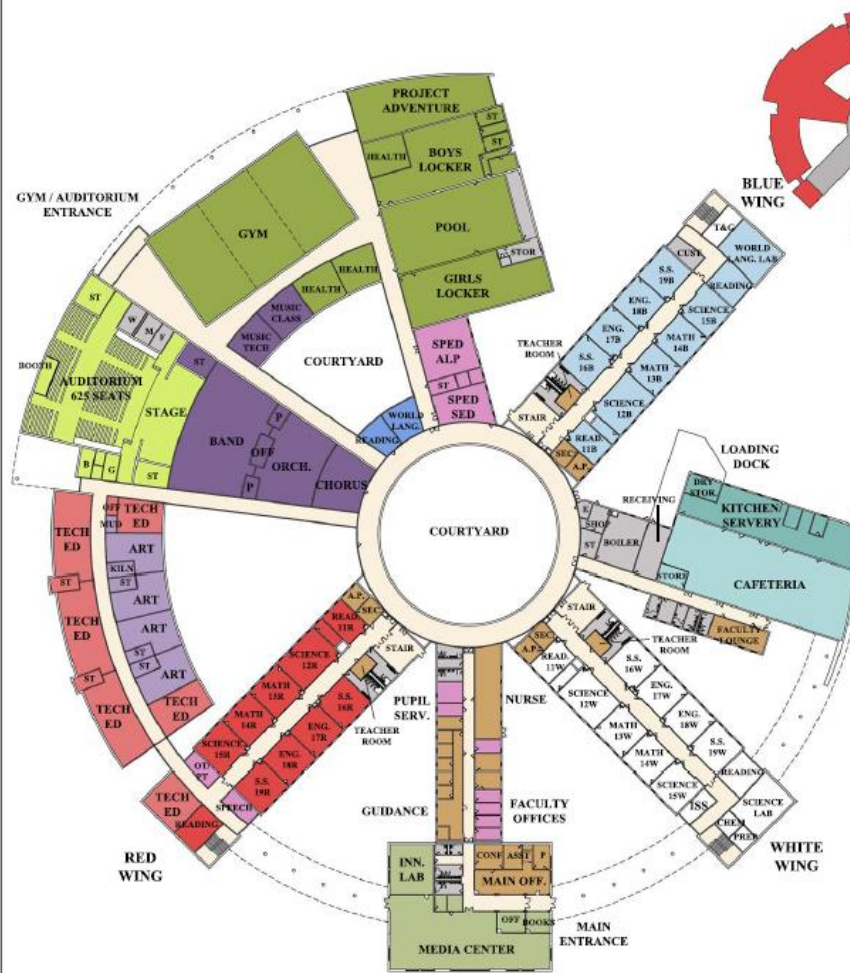 PROJECT
ADVENTURE
ST
ST
HEALTH
BOYS
LOCKER
GYM / AUDITORIUM
ENTRANCE
GYM
POOL
STOR
GIRLS
LOCKER
HEALTH
HEALTH
MUSIC
CLASS
MUSIC
TECH
COURTYARD
SPED
ALP
ST
SPED
SED
WORLD
LANG.
READING
ST
W
M
F
BOOTH
AUDITORIUM
625 SEATS
STAGE
ST
B
G
ST
BAND
P
OFF
ORCH.
P
CHORUS
BLUE
WING
T&G
WORLD
LANG. LAB
CUST
READING
S.S.
19B
SCIENCE
15B
ENG.
18B
MATH
14B
ENG.
17B
MATH
13B
TEACHER
ROOM
S.S.
16B
SCIENCE
12B
STAIR
READ.
11B
SEC
A.P.
COURTYARD
LOADING
DOCK
RECEIVING
DRY
STOR.
KITCHEN/
SERVERY
E
SHOP
ST
BOILER
STORE
CAFETERIA
FACULTY
LOUNGE
TECH
ED
OFF
MUD
TECH
ED
ART
KILN
ST
ST
ART
TECH
ED
ART
ST
ST
ST
ART
TECH
ED
TECH
ED
A.P.
SEC
READ.
11R
STAIR
SCIENCE
12R
MATH
13R
S.S.
16R
MATH
14R
ENG.
17R
TEACHER
ROOM
SCIENCE
15R
ENG.
18R
OT/
PT
S.S.
19R
TECH
ED
SPEECH
READING
RED
WING
PUPIL
SERV.
NURSE
GUIDANCE
FACULTY
OFFICES
INN.
LAB
CONF
ASST
P
MAIN OFF.
OFF
BOOKS
MEDIA CENTER
MAIN
ENTRANCE
STAIR
TEACHER
ROOM
SEC
A.P.
READ.
11W
S.S.
16W
SCIENCE
12W
ENG.
17W
MATH
13W
ENG.
18W
MATH
14W
S.S.
19W
SCIENCE
15W
READING
ISS
SCIENCE
LAB
CHEM
PREP
WHITE
WING